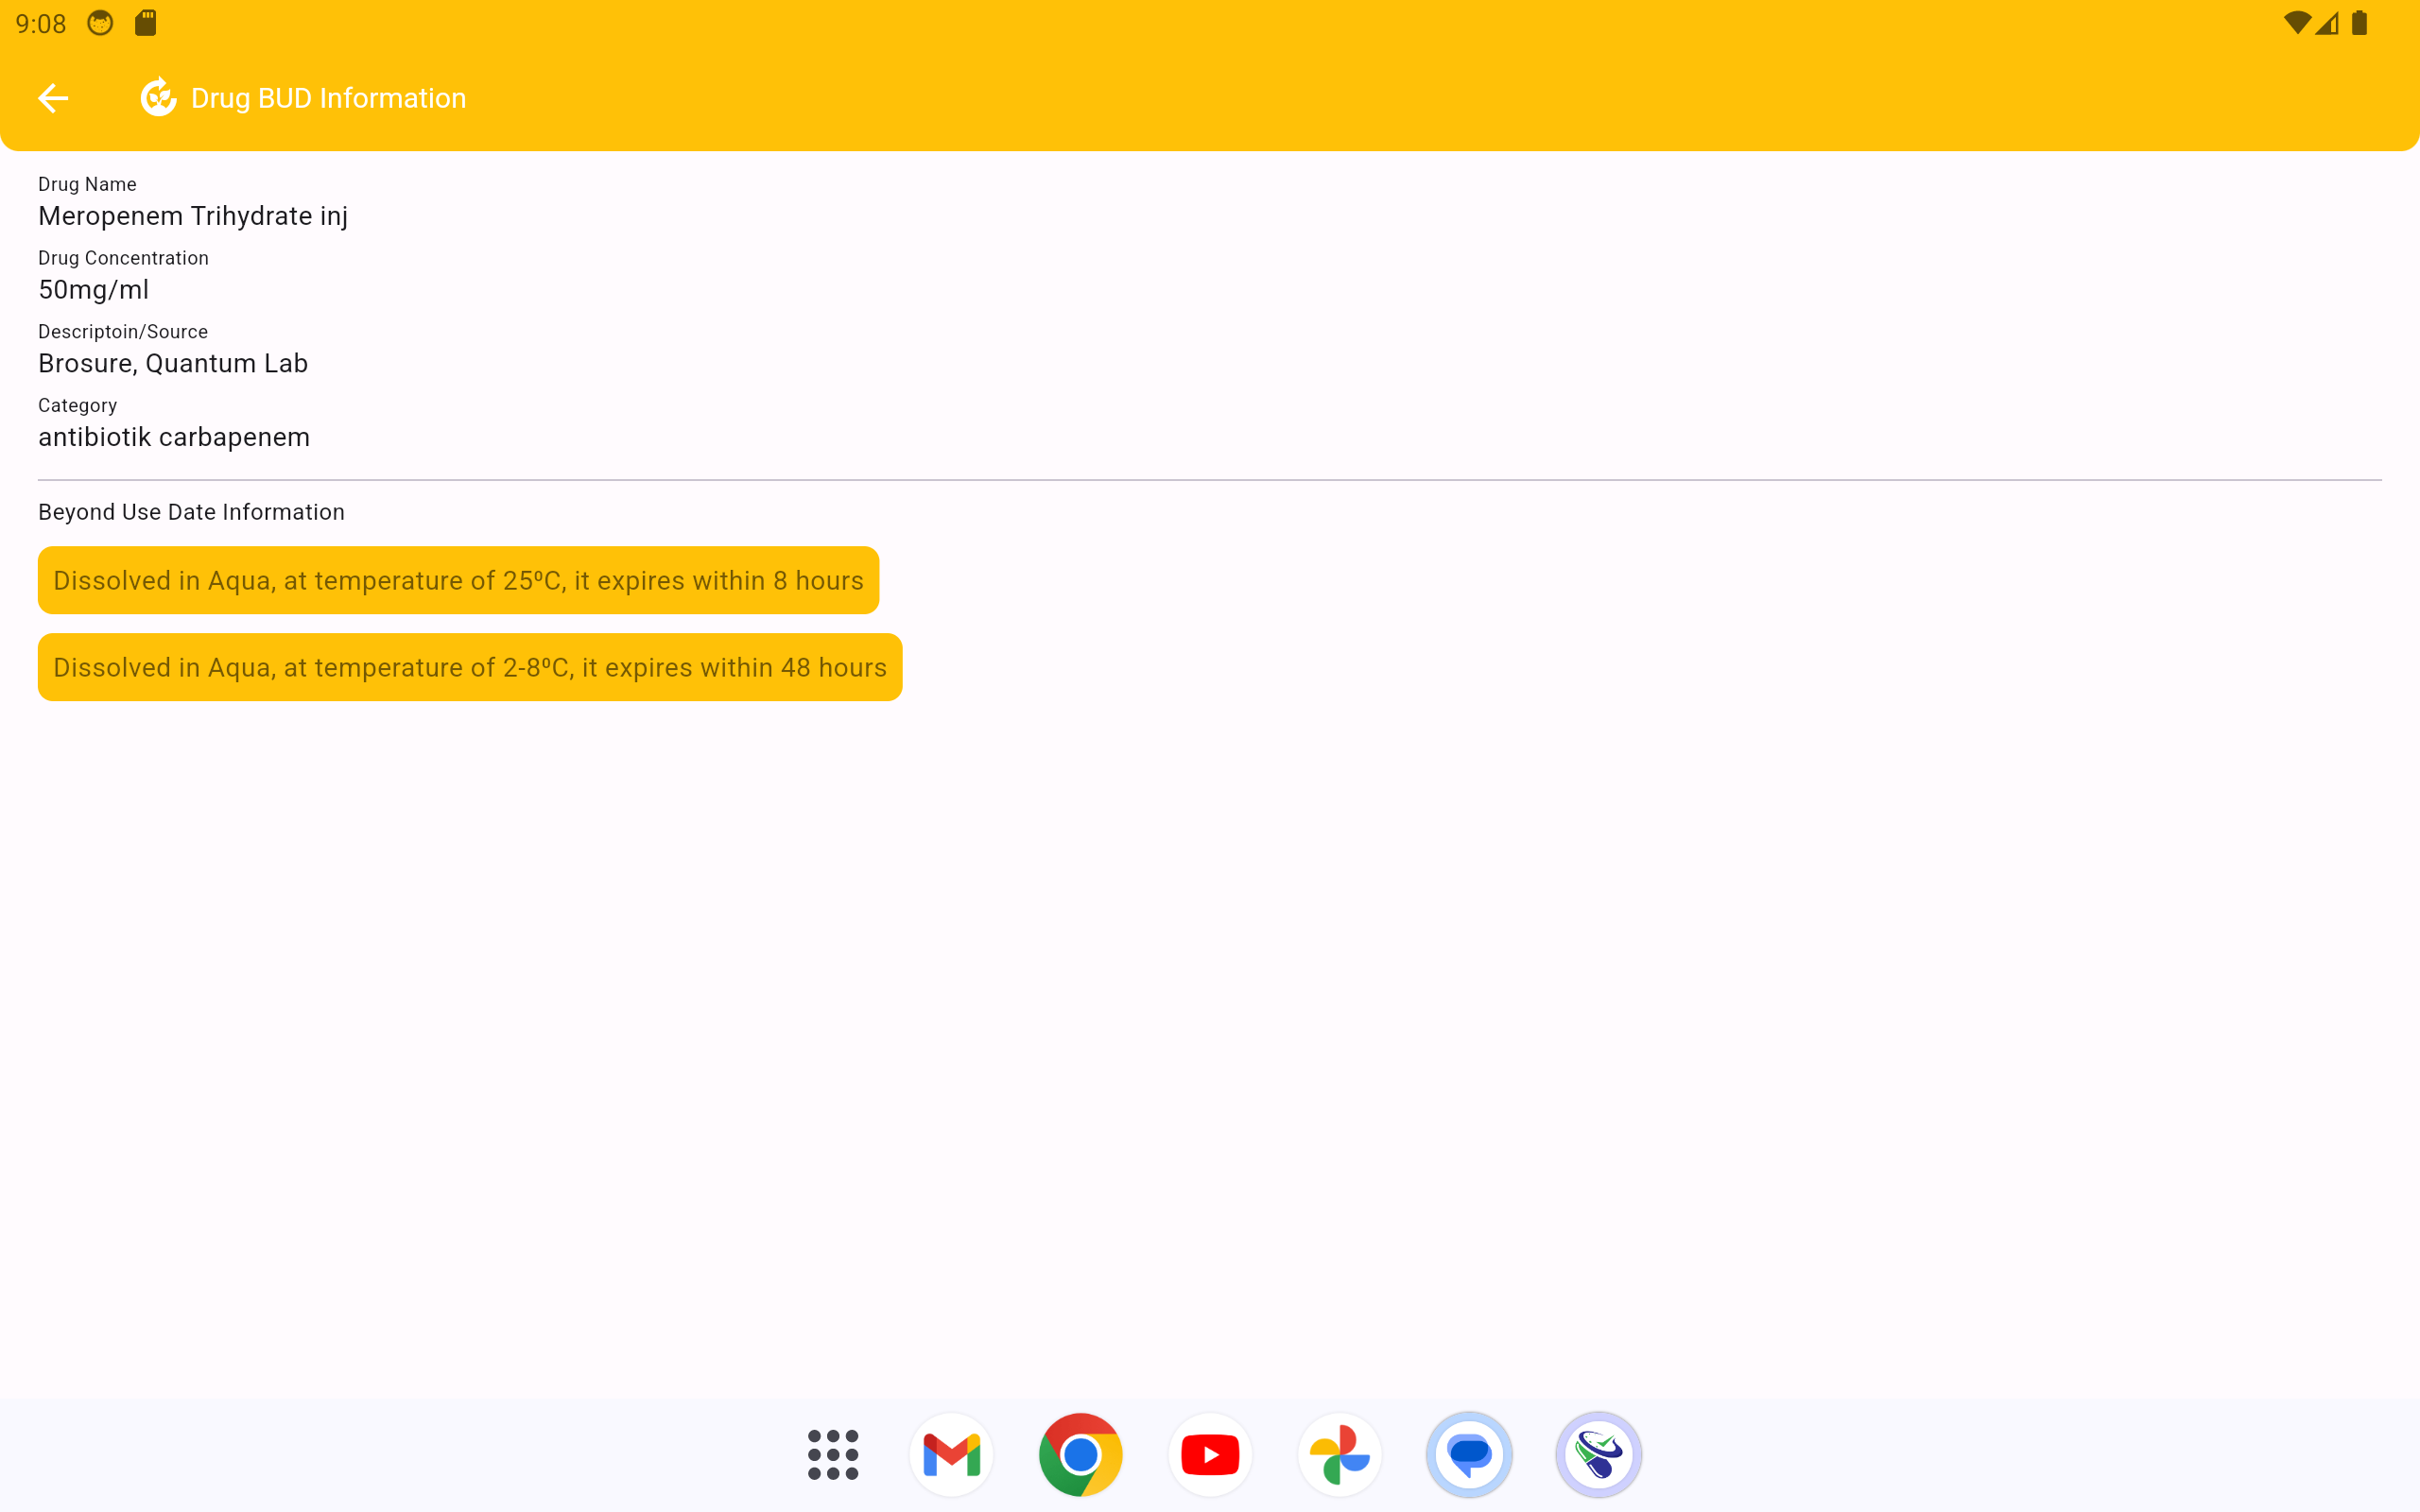 9:08
Drug BUD Information
Drug Name
Meropenem Trihydrate inj
Drug Concentration
50mg/ml
Descriptoin/Source
Brosure, Quantum Lab
Category
antibiotik carbapenem
Beyond Use Date Information
Dissolved in Aqua, at temperature of 25⁰C, it expires within 8 hours
Dissolved in Aqua, at temperature of 2-8⁰C, it expires within 48 hours